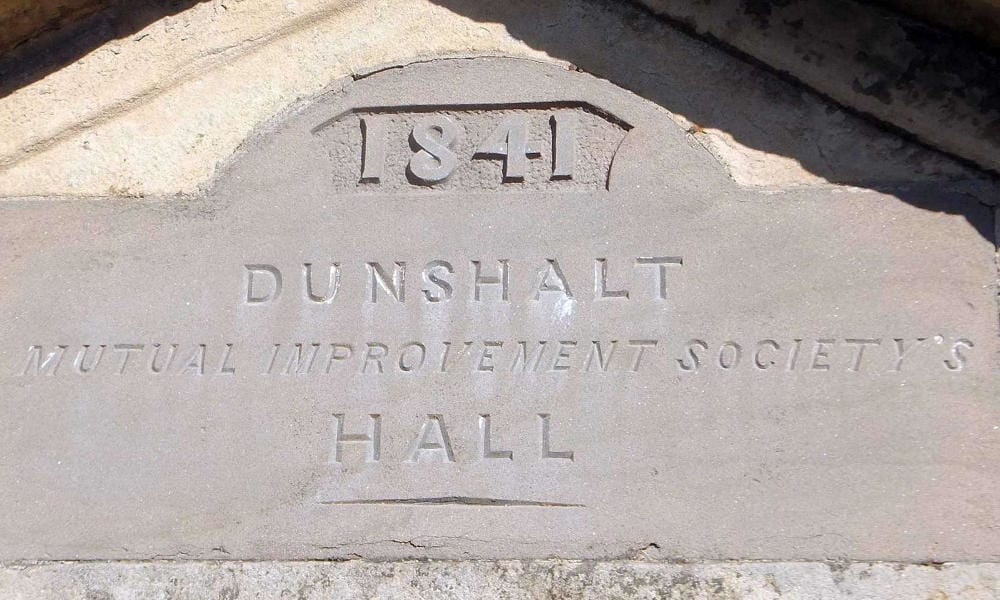 1841
DUNSHALT
MUTUAL IMPROVEMENT SOCIETY'S
HALL